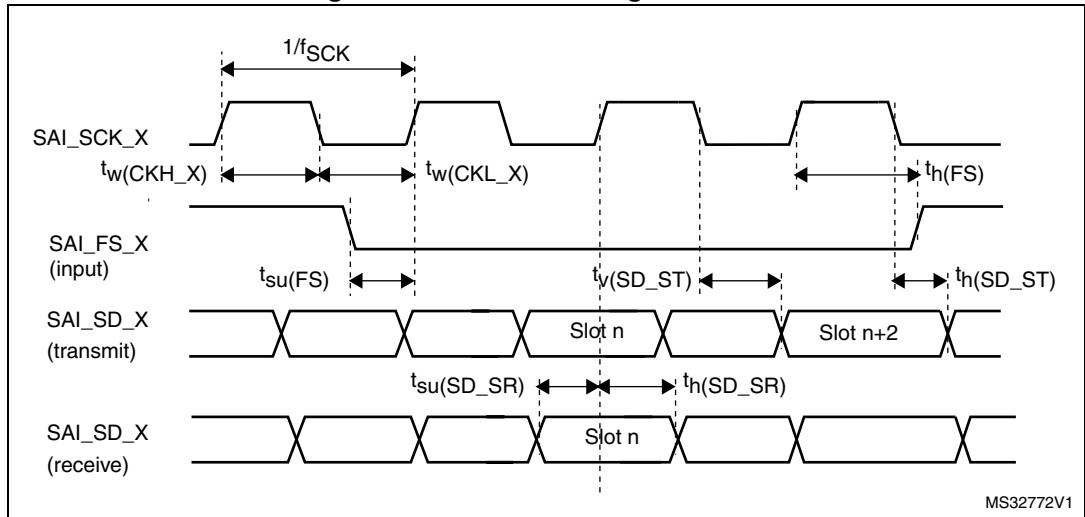 1/fSCK
SAI_SCK_X
tw(CKH_X)
tw(CKL_X)
th(FS)
SAI_FS_X
(input)
tsu(FS)
tv(SD_ST)
th(SD_ST)
SAI_SD_X
(transmit)
Slot n
Slot n+2
tsu(SD_SR)
th(SD_SR)
SAI_SD_X
(receive)
Slot n
MS32772V1